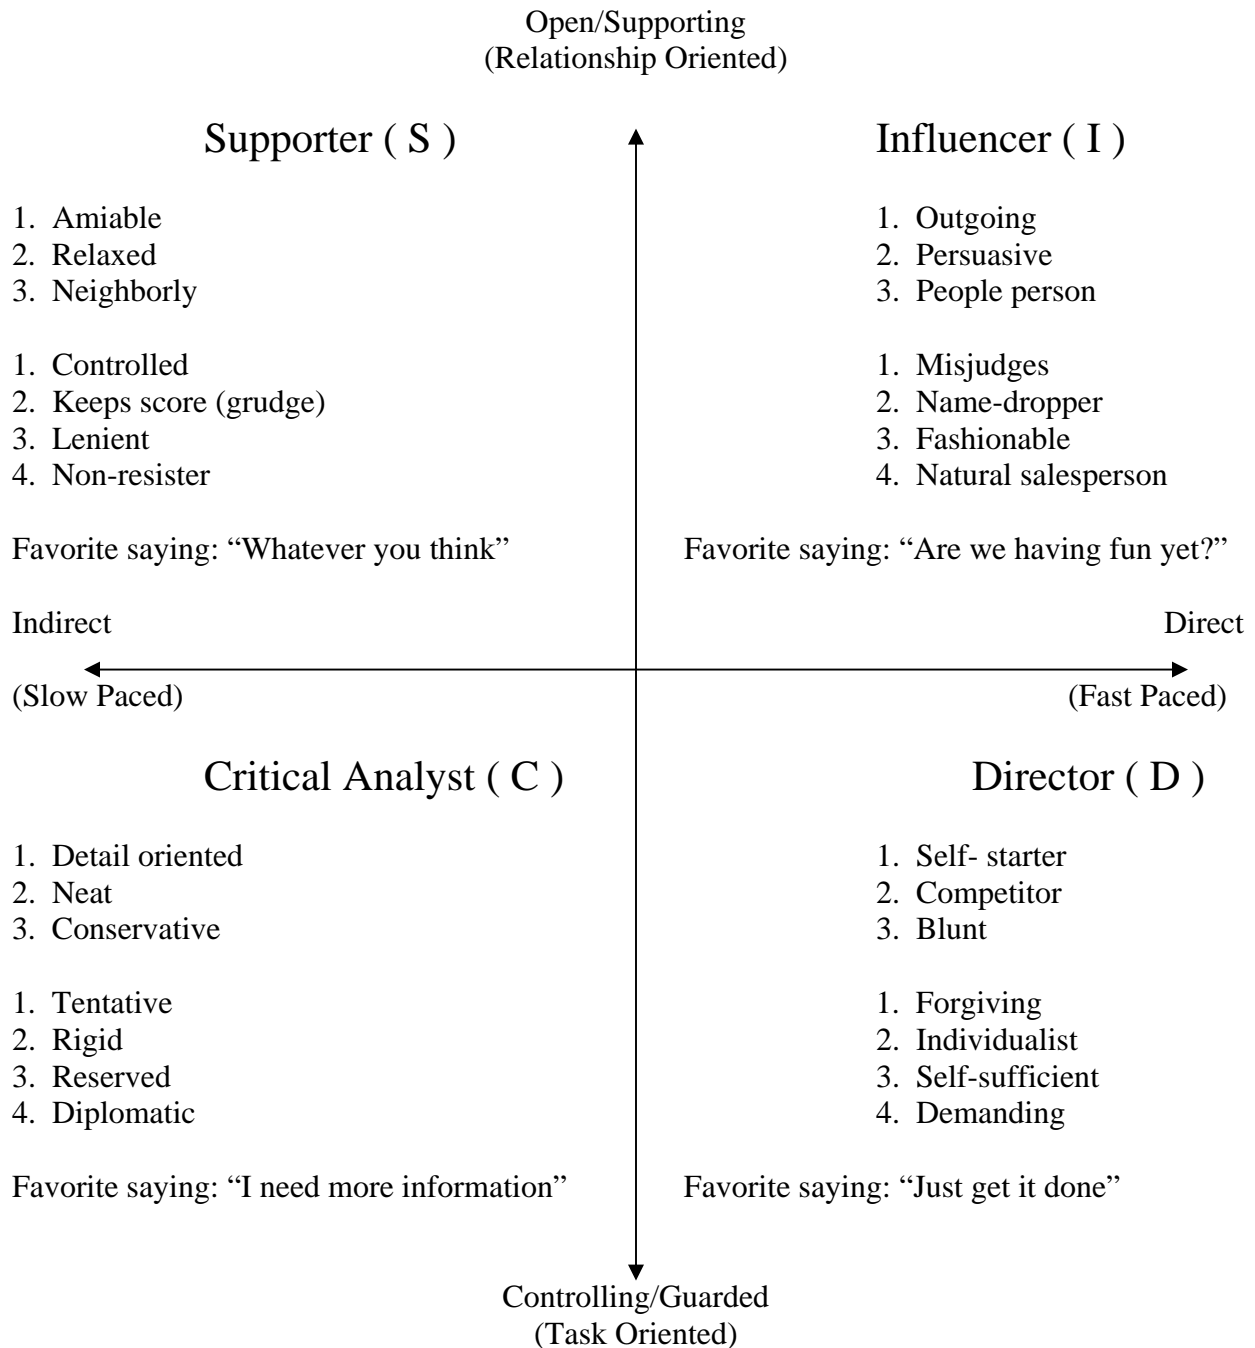 Open/Supporting
(Relationship Oriented)
Supporter ( S )
1. Amiable
2. Relaxed
3. Neighborly
1. Controlled
2. Keeps score (grudge)
3. Lenient
4. Non-resister
Favorite saying: “Whatever you think”
Influencer ( I )
1. Outgoing
2. Persuasive
3. People person
1. Misjudges
2. Name-dropper
3. Fashionable
4. Natural salesperson
Favorite saying: “Are we having fun yet?”
Indirect
(Slow Paced)
Direct
(Fast Paced)
Critical Analyst ( C )
1. Detail oriented
2. Neat
3. Conservative
1. Tentative
2. Rigid
3. Reserved
4. Diplomatic
Favorite saying: “I need more information”
Director ( D )
1. Self- starter
2. Competitor
3. Blunt
1. Forgiving
2. Individualist
3. Self-sufficient
4. Demanding
Favorite saying: “Just get it done”
Controlling/Guarded
(Task Oriented)